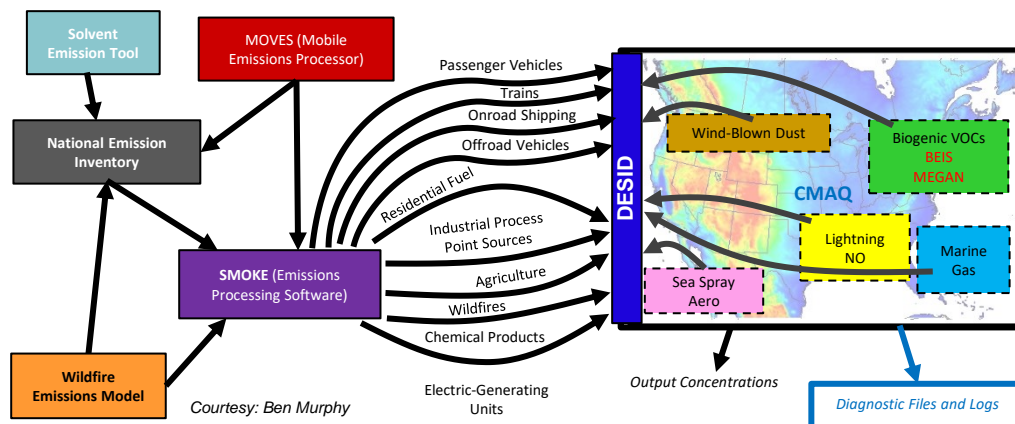 Solvent
Emission Tool
MOVES (Mobile
Emissions Processor)
National Emission
Inventory
SMOKE (Emissions
Processing Software)
Wildfire
Emissions Model
Courtesy: Ben Murphy
Passenger Vehicles
Trains
Onroad Shipping
Offroad Vehicles
Residential Fuel
Industrial Process
Point Sources
Agriculture
Wildfires
Chemical Products
Electric-Generating
Units
DESID
Wind-Blown Dust
Biogenic VOCs
BEIS
MEGAN
CMAQ
Lightning
NO
Marine
Gas
Sea Spray
Aero
Output Concentrations
Diagnostic Files and Logs